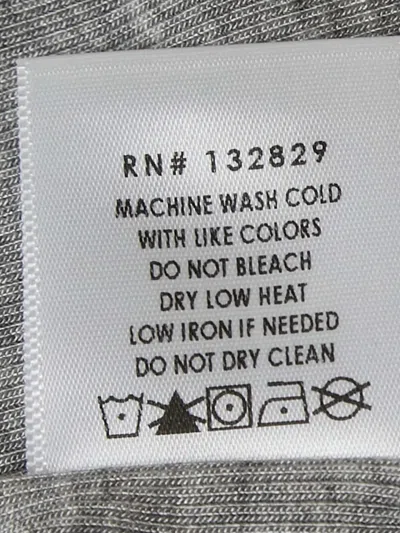 RN# 132829
MACHINE WASH COLD
WITH LIKE COLORS
DO NOT BLEACH
DRY LOW HEAT
LOW IRON IF NEEDED
DO NOT DRY CLEAN